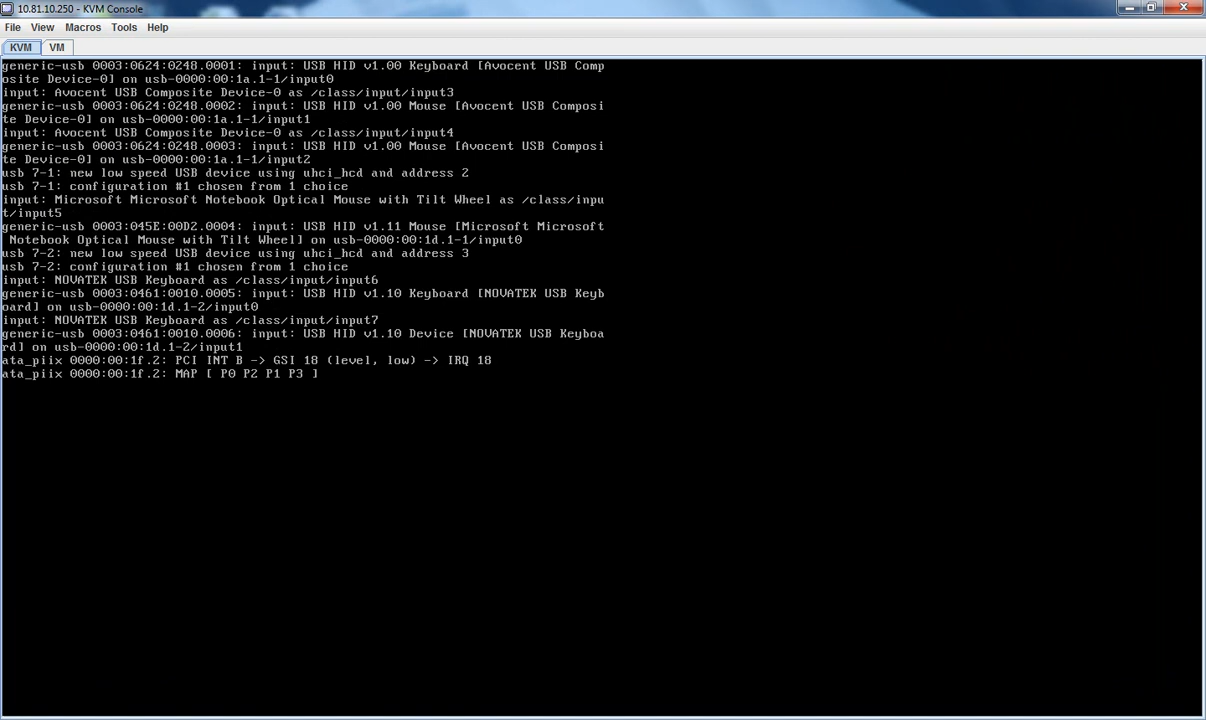 10.81.10.250 - KVM Console
File View Macros Tools Help
KVM VM
generic-usb 0003:0624:0248.0001: input: USB HID v1.00 Keyboard [Avocent USB Comp
osite Device-0] on usb-0000:00:1a.1-1/input0
input: Avocent USB Composite Device-0 as /class/input/input3
generic-usb 0003:0624:0248.0002: input: USB HID v1.00 Mouse [Avocent USB Composi
te Device-0] on usb-0000:00:1a.1-1/input1
input: Avocent USB Composite Device-0 as /class/input/input4
generic-usb 0003:0624:0248.0003: input: USB HID v1.00 Mouse [Avocent USB Composi
te Device-0] on usb-0000:00:1a.1-1/input2
usb 7-1: new low speed USB device using uhci_hcd and address 2
usb 7-1: configuration #1 chosen from 1 choice
input: Microsoft Microsoft Notebook Optical Mouse with Tilt Wheel as /class/inpu
t/input5
generic-usb 0003:045E:00D2.0004: input: USB HID v1.11 Mouse [Microsoft Microsoft
 Notebook Optical Mouse with Tilt Wheel] on usb-0000:00:1d.1-1/input0
usb 7-2: new low speed USB device using uhci_hcd and address 3
usb 7-2: configuration #1 chosen from 1 choice
input: NOVATEK USB Keyboard as /class/input/input6
generic-usb 0003:0461:0010.0005: input: USB HID v1.10 Keyboard [NOVATEK USB Keyb
oard] on usb-0000:00:1d.1-2/input0
input: NOVATEK USB Keyboard as /class/input/input7
generic-usb 0003:0461:0010.0006: input: USB HID v1.10 Device [NOVATEK USB Keyboa
rd] on usb-0000:00:1d.1-2/input1
ata_piix 0000:00:1f.2: PCI INT B -> GSI 18 (level, low) -> IRQ 18
ata_piix 0000:00:1f.2: MAP [ P0 P2 P1 P3 ]